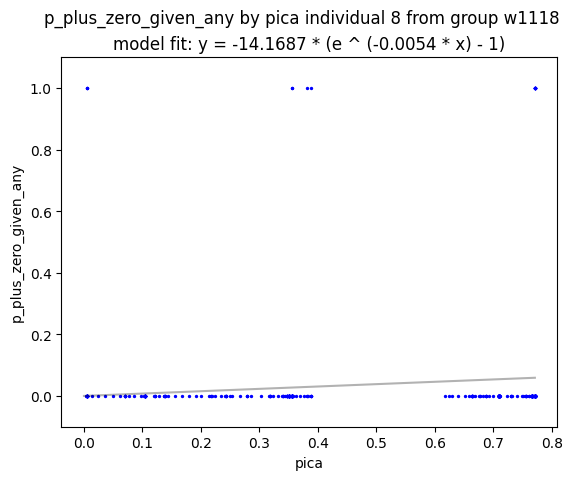 p_plus_zero_given_any by pica individual 8 from group w1118
model fit: y = -14.1687 * (e ^ (-0.0054 * x) - 1)
1.0
0.8
0.6
0.4
0.2
0.0
p_plus_zero_given_any
0.0 0.1 0.2 0.3 0.4 0.5 0.6 0.7 0.8
pica